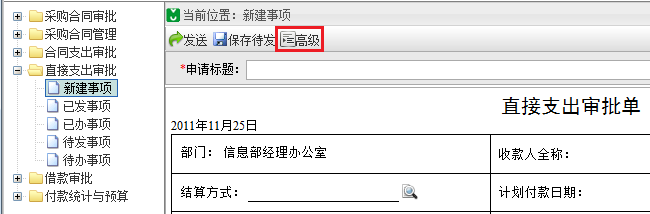 采购合同审批
采购合同管理
合同支出审批
直接支出审批
新建事项
已发事项
已办事项
待发事项
待办事项
借款审批
付款统计与预算
当前位置：新建事项
发送 保存待发 高级
*申请标题：
直接支出审批单
2011年11月25日
部门： 信息部经理办公室 收款人全称：
结算方式： 计划付款日期：